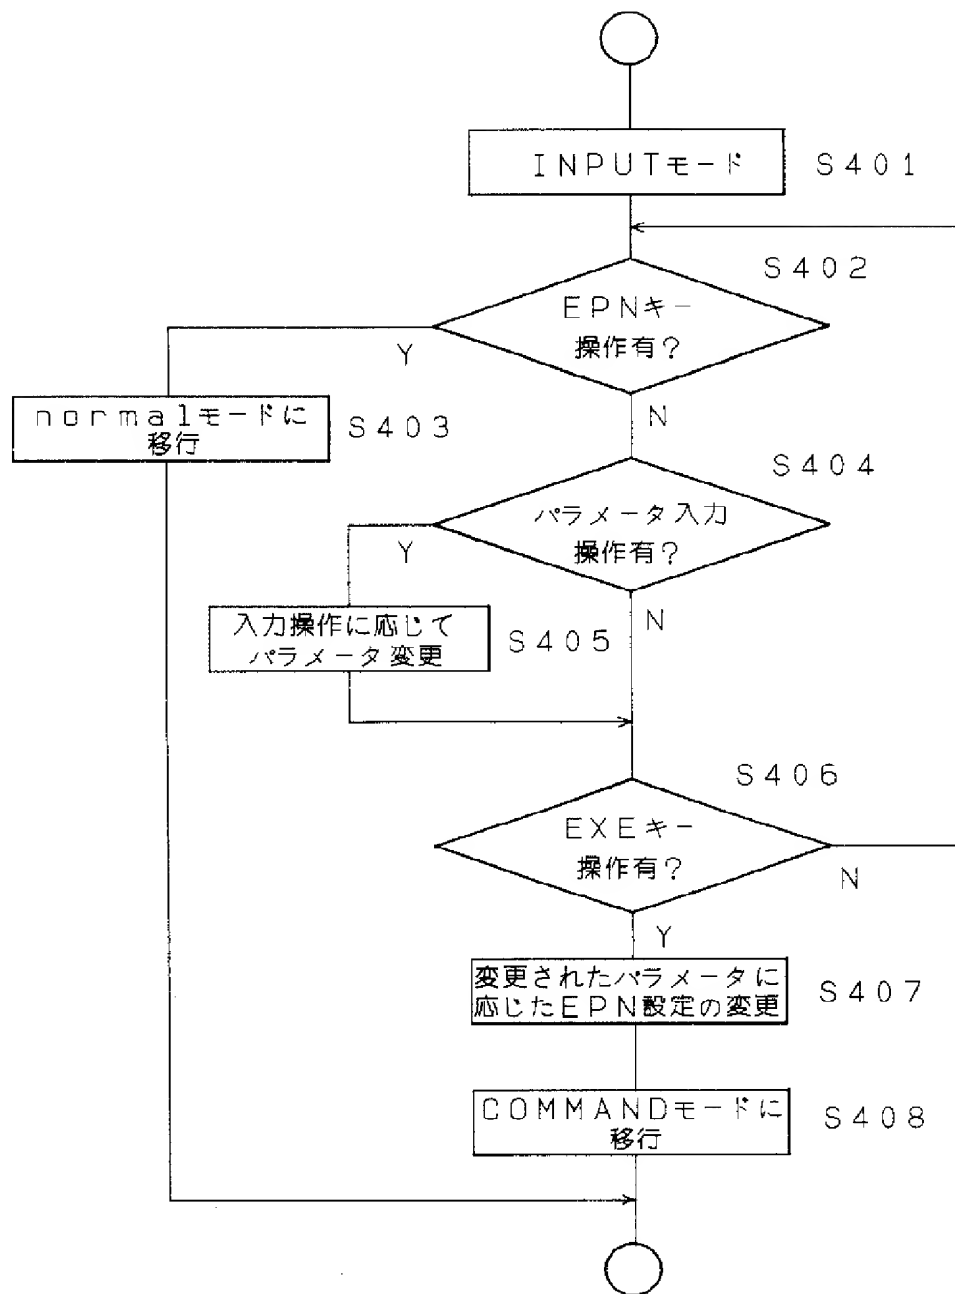 INPUTモード
S401
S402
EPNキー
操作有?
Y
N
normalモードに
移行
S403
S404
パラメータ入力
操作有?
Y
N
入力操作に応じて
パラメータ変更
S405
S406
EXEキー
操作有?
N
Y
変更されたパラメータに
応じたEPN設定の変更
S407
COMMANDモードに
移行
S408